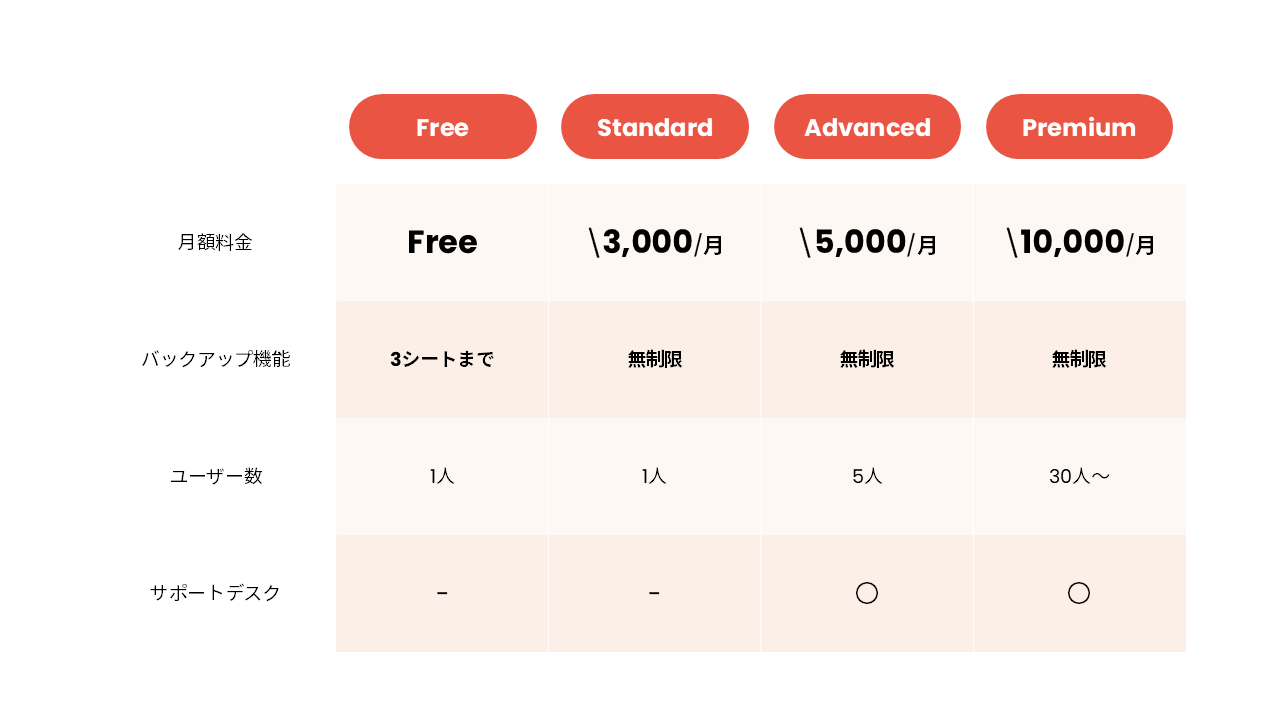 Free Standard Advanced Premium
月額料金 Free \3,000/月 \5,000/月 \10,000/月
バックアップ機能 3シートまで 無制限 無制限 無制限
ユーザー数 1人 1人 5人 30人〜
サポートデスク - - ○ ○